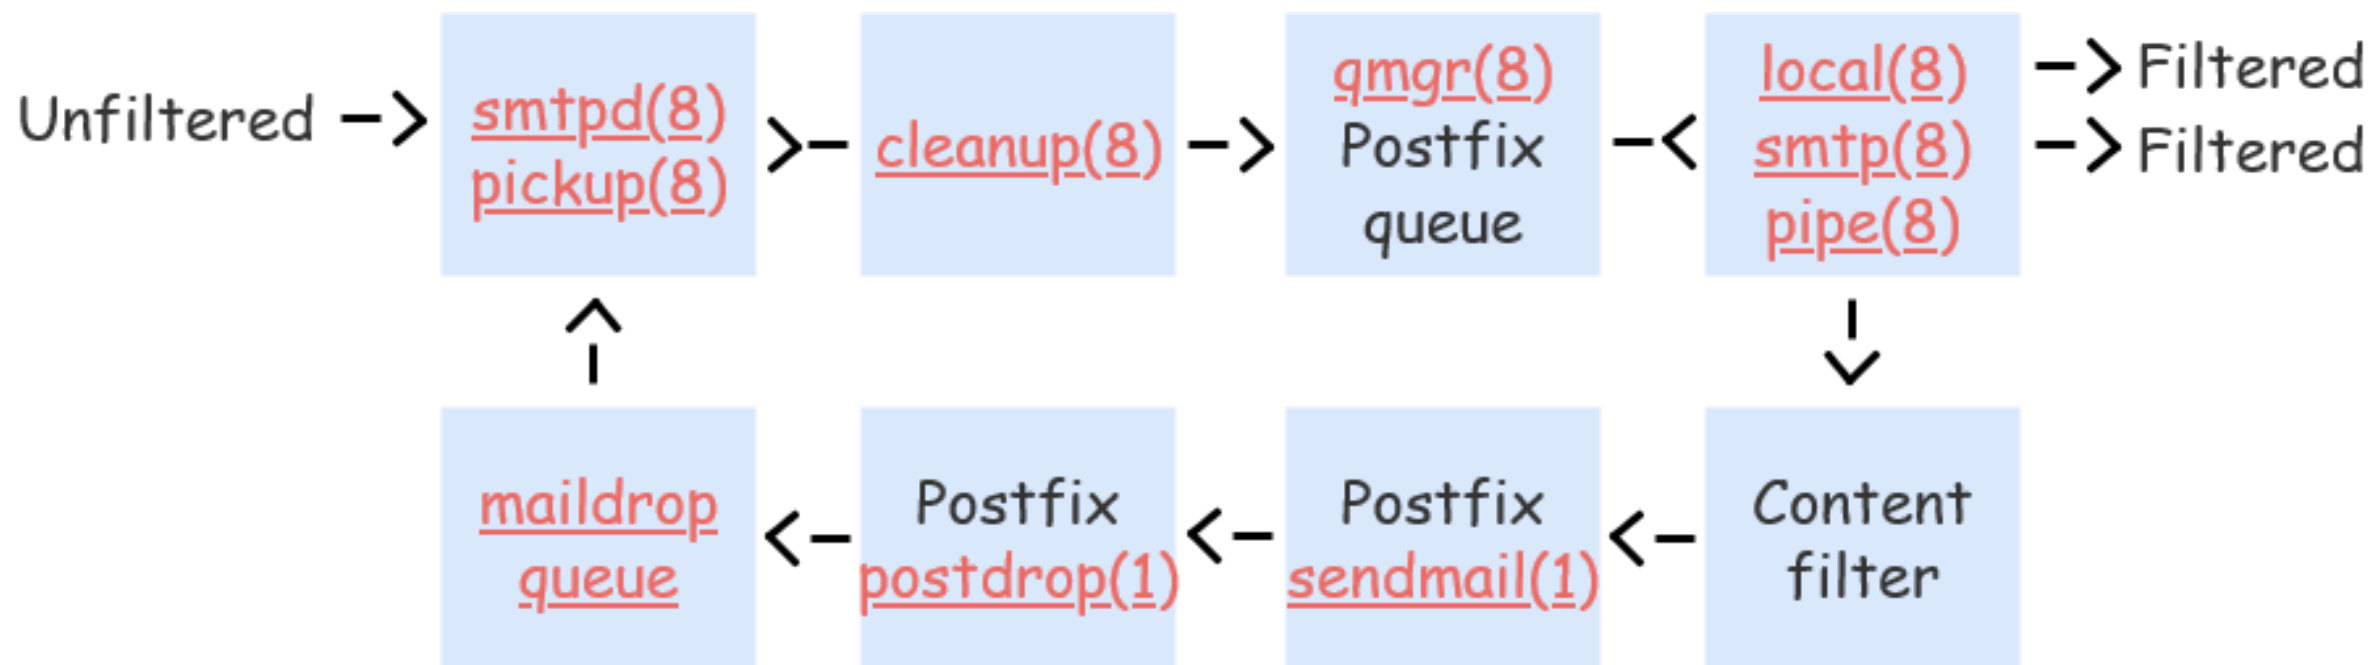 Unfiltered
smtpd(8)
pickup(8)
cleanup(8)
qmgr(8)
Postfix
queue
local(8)
smtp(8)
pipe(8)
Filtered
Filtered
maildrop
queue
Postfix
postdrop(1)
Postfix
sendmail(1)
Content
filter